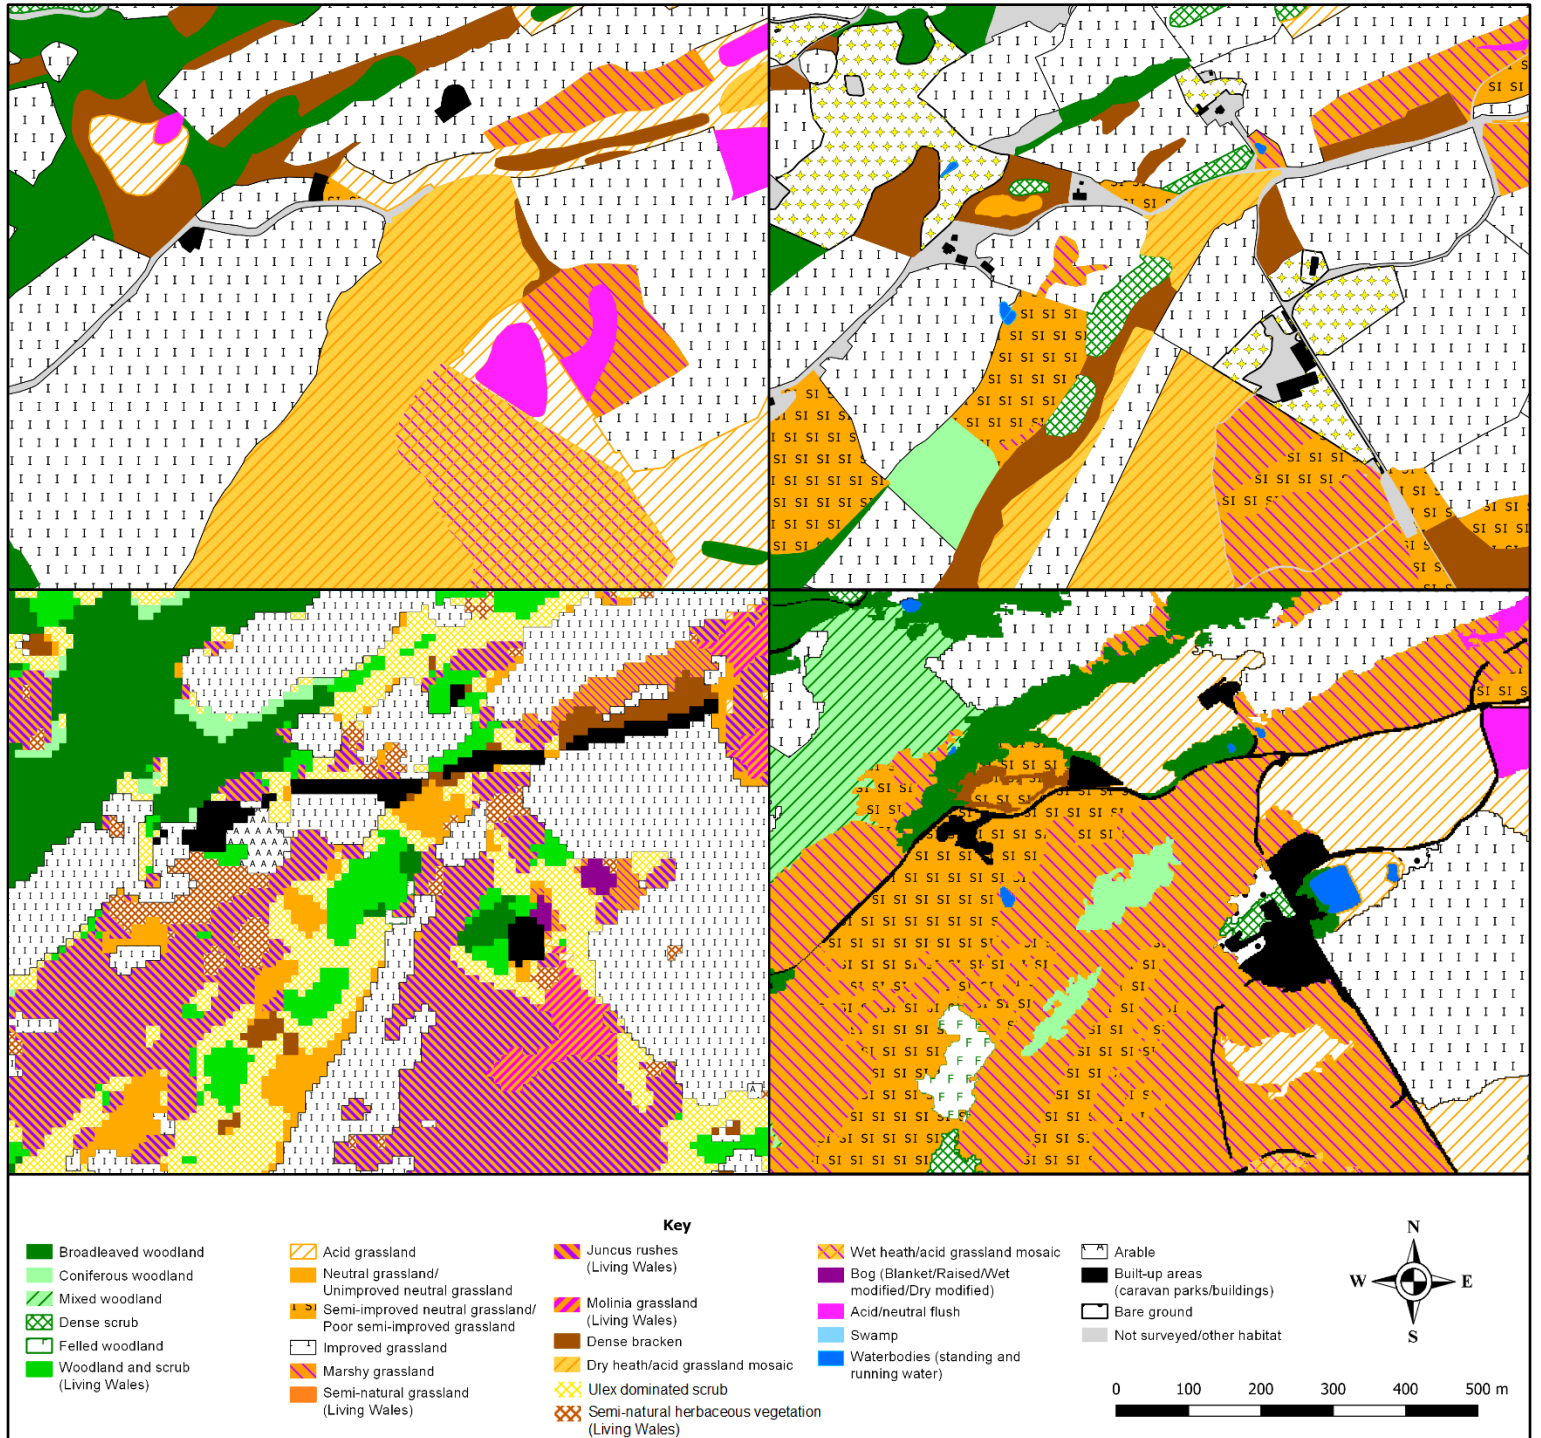 Key
Broadleaved woodland
Coniferous woodland
Mixed woodland
Dense scrub
Felled woodland
Woodland and scrub
(Living Wales)
Acid grassland
Neutral grassland/
Unimproved neutral grassland
Semi-improved neutral grassland/
Poor semi-improved grassland
Improved grassland
Marshy grassland
Semi-natural grassland
(Living Wales)
Juncus rushes
(Living Wales)
Molinia grassland
(Living Wales)
Dense bracken
Dry heath/acid grassland mosaic
Ulex dominated scrub
Semi-natural herbaceous vegetation
(Living Wales)
Wet heath/acid grassland mosaic
Bog (Blanket/Raised/Wet
modified/Dry modified)
Acid/neutral flush
Swamp
Waterbodies (standing and
running water)
Arable
Built-up areas
(caravan parks/buildings)
Bare ground
Not surveyed/other habitat
N
W E
S
0 100 200 300 400 500 m